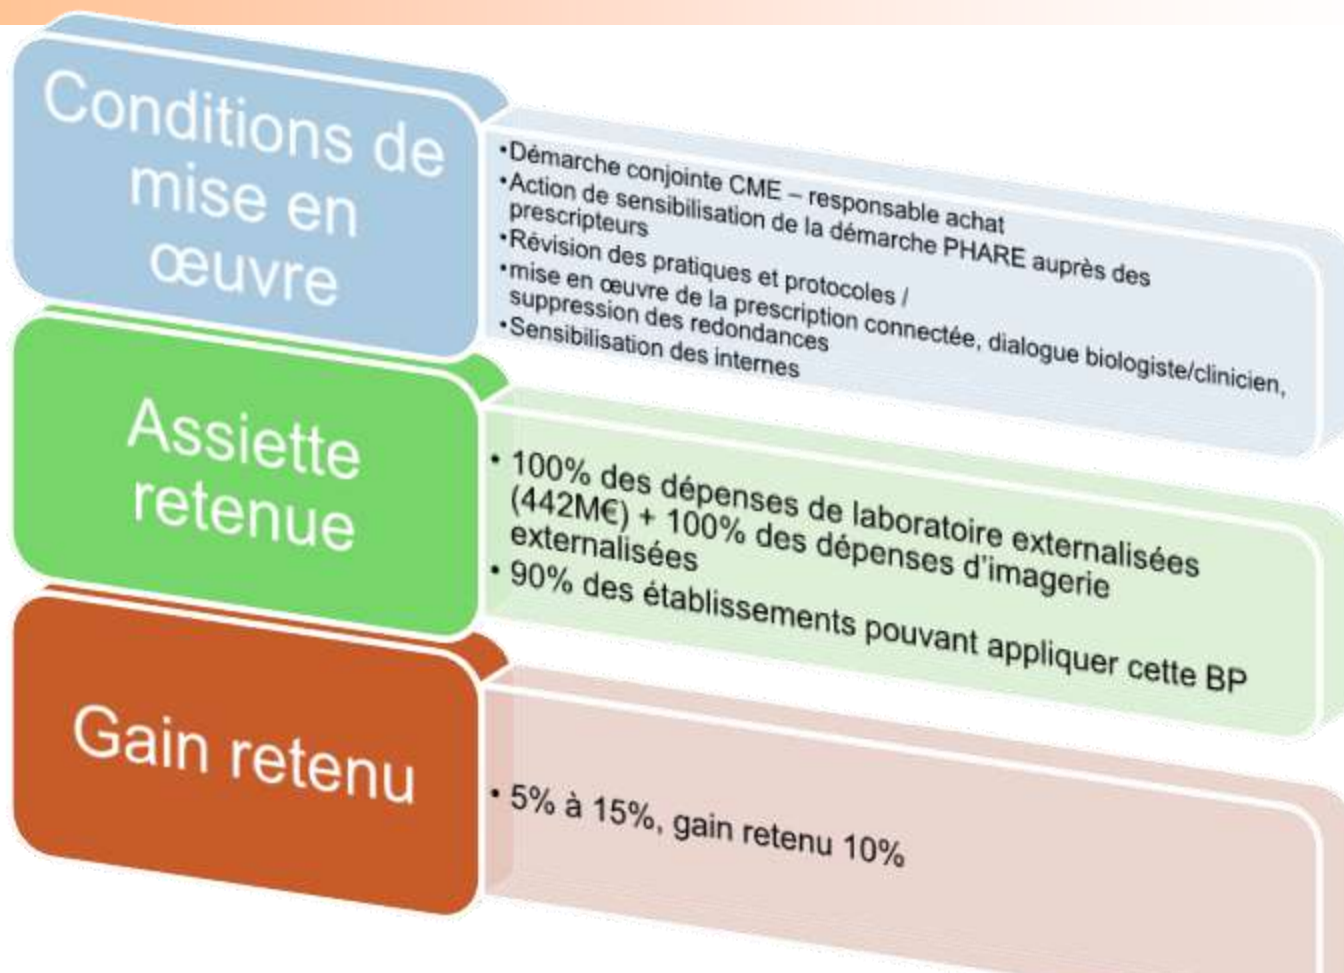 Conditions de
mise en
œuvre
•Démarche conjointe CME – responsable achat
•Action de sensibilisation de la démarche PHARE auprès des
prescripteurs
•Révision des pratiques et protocoles /
•mise en œuvre de la prescription connectée, dialogue biologiste/clinicien,
suppression des redondances
•Sensibilisation des internes
Assiette
retenue
• 100% des dépenses de laboratoire externalisées
(442M€) + 100% des dépenses d'imagerie
externalisées
• 90% des établissements pouvant appliquer cette BP
Gain retenu
• 5% à 15%, gain retenu 10%